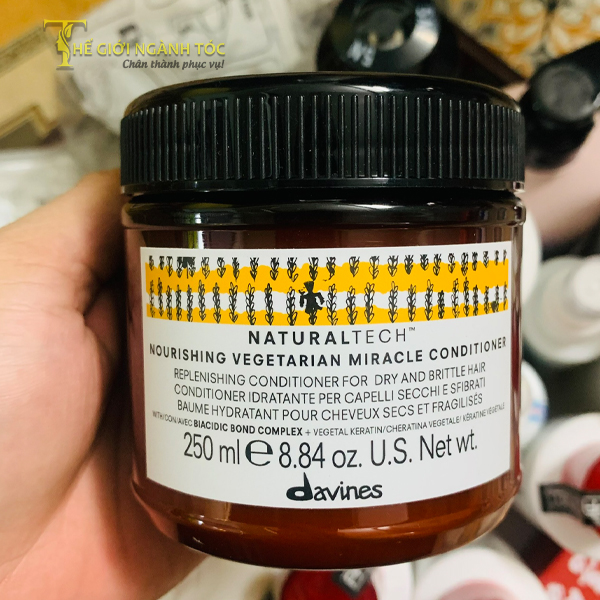 THẾ GIỚI NGÀNH TÓC
Chân thành phục vụ!
NATURALTECH™
NOURISHING VEGETARIAN MIRACLE CONDITIONER
REPLENISHING CONDITIONER FOR DRY AND BRITTLE HAIR
CONDITIONER IDRATANTE PER CAPELLI SECCHI E SFIBRATI
BAUME HYDRATANT POUR CHEVEUX SECS ET FRAGILISÉS
WITH/CON/AVEC BIACIDIC BOND COMPLEX + VEGETAL KERATIN/CHERATINA VEGETALE/ KÉRATINE VÉGÉTALE
250 ml ℮ 8.84 oz. U.S. Net wt.
davines